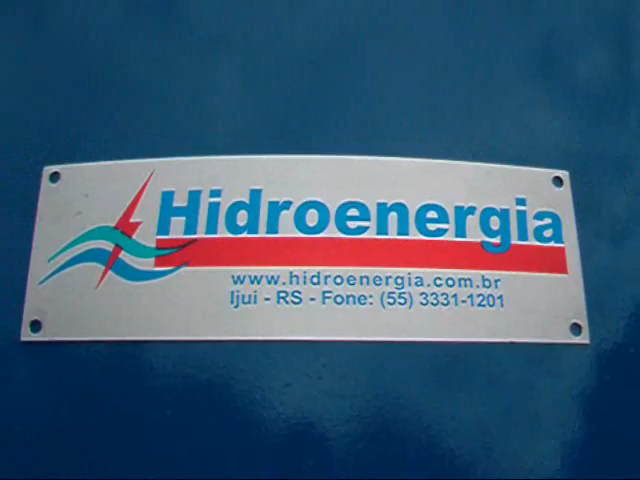 Hidroenergia
www.hidroenergia.com.br
Ijui - RS - Fone: (55) 3331-1201